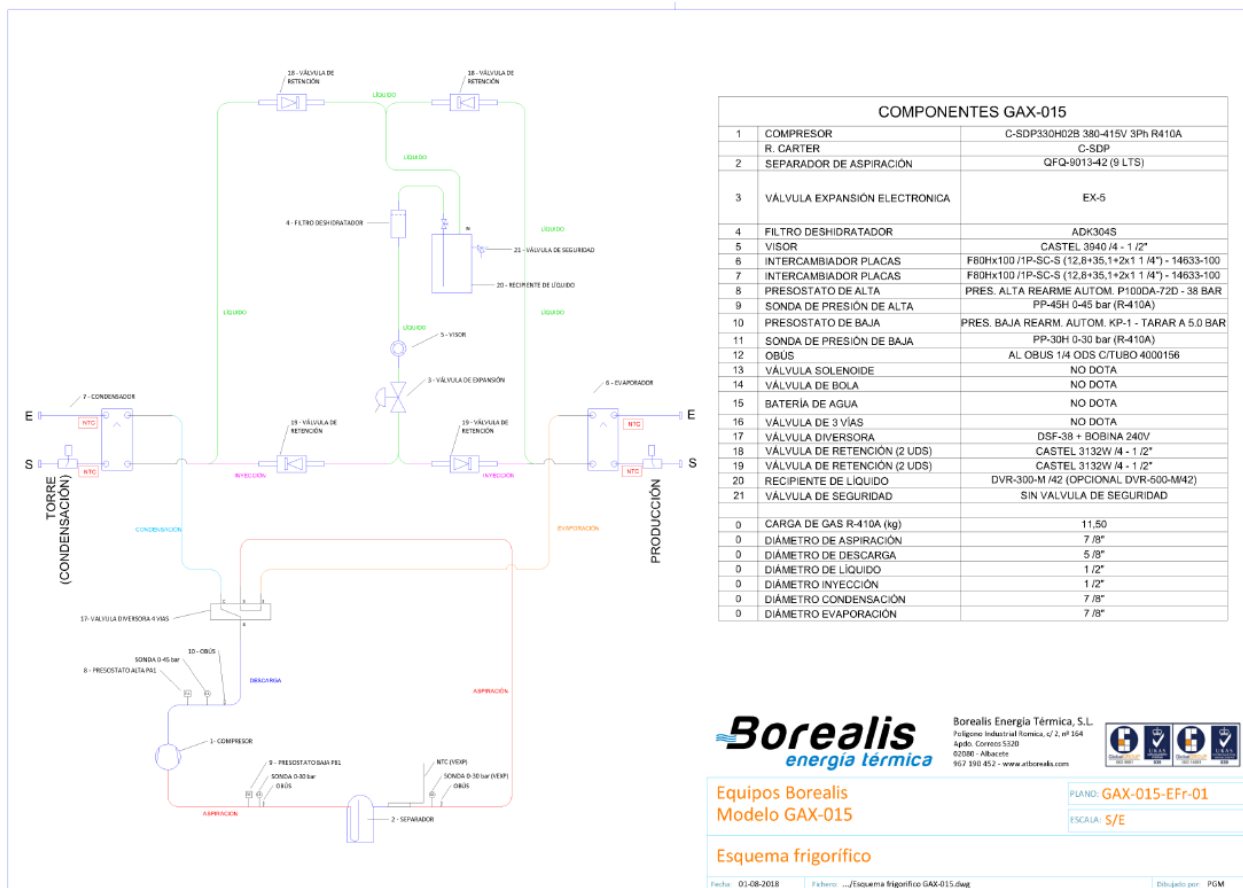 18 - VÁLVULA DE
RETENCIÓN
18 - VÁLVULA DE
RETENCIÓN
LÍQUIDO
LÍQUIDO
LÍQUIDO
4 - FILTRO DESHIDRATADOR
IN
LÍQUIDO
21 - VÁLVULA DE SEGURIDAD
20 - RECIPIENTE DE LÍQUIDO
LÍQUIDO
LÍQUIDO
LÍQUIDO
5 - VISOR
3 - VÁLVULA DE EXPANSIÓN
7 - CONDENSADOR
6 - EVAPORADOR
E
NTC
19 - VÁLVULA DE
RETENCIÓN
19 - VÁLVULA DE
RETENCIÓN
NTC
E
S
NTC
INYECCIÓN
INYECCIÓN
NTC
S
TORRE
(CONDENSACIÓN)
PRODUCCIÓN
CONDENSACIÓN
EVAPORACIÓN
17- VALVULA DIVERSORA 4 VIAS
10 - OBÚS
SONDA 0-45 bar
8 - PRESOSTATO ALTA PA1
DESCARGA
ASPIRACIÓN
1- COMPRESOR
9 - PRESOSTATO BAJA PB1
SONDA 0-30 bar
OBÚS
NTC (VEXP)
SONDA 0-30 bar (VEXP)
OBÚS
ASPIRACION
2 - SEPARADOR
COMPONENTES GAX-015
1 COMPRESOR C-SDP330H02B 380-415V 3Ph R410A
R. CARTER C-SDP
2 SEPARADOR DE ASPIRACIÓN QFQ-9013-42 (9 LTS)
3 VÁLVULA EXPANSIÓN ELECTRONICA EX-5
4 FILTRO DESHIDRATADOR ADK304S
5 VISOR CASTEL 3940 /4 - 1 /2"
6 INTERCAMBIADOR PLACAS F80Hx100 /1P-SC-S (12,8+35,1+2x1 1 /4") - 14633-100
7 INTERCAMBIADOR PLACAS F80Hx100 /1P-SC-S (12,8+35,1+2x1 1 /4") - 14633-100
8 PRESOSTATO DE ALTA PRES. ALTA REARME AUTOM. P100DA-72D - 38 BAR
9 SONDA DE PRESIÓN DE ALTA PP-45H 0-45 bar (R-410A)
10 PRESOSTATO DE BAJA PRES. BAJA REARM. AUTOM. KP-1 - TARAR A 5.0 BAR
11 SONDA DE PRESIÓN DE BAJA PP-30H 0-30 bar (R-410A)
12 OBÚS AL OBUS 1/4 ODS C/TUBO 4000156
13 VÁLVULA SOLENOIDE NO DOTA
14 VÁLVULA DE BOLA NO DOTA
15 BATERÍA DE AGUA NO DOTA
16 VÁLVULA DE 3 VÍAS NO DOTA
17 VÁLVULA DIVERSORA DSF-38 + BOBINA 240V
18 VÁLVULA DE RETENCIÓN (2 UDS) CASTEL 3132W /4 - 1 /2"
19 VÁLVULA DE RETENCIÓN (2 UDS) CASTEL 3132W /4 - 1 /2"
20 RECIPIENTE DE LÍQUIDO DVR-300-M /42 (OPCIONAL DVR-500-M/42)
21 VÁLVULA DE SEGURIDAD SIN VALVULA DE SEGURIDAD
0 CARGA DE GAS R-410A (kg) 11,50
0 DIÁMETRO DE ASPIRACIÓN 7 /8"
0 DIÁMETRO DE DESCARGA 5 /8"
0 DIÁMETRO DE LÍQUIDO 1 /2"
0 DIÁMETRO INYECCIÓN 1 /2"
0 DIÁMETRO CONDENSACIÓN 7 /8"
0 DIÁMETRO EVAPORACIÓN 7 /8"
Borealis
energía térmica
Borealis Energía Térmica, S.L.
Polígono Industrial Romica, c/ 2, nº 164
Apdo. Correos 5320
02080 - Albacete
967 190 452 - www.atborealis.com
UKAS
UKAS
Equipos Borealis
Modelo GAX-015
PLANO: GAX-015-EFr-01
ESCALA: S/E
Esquema frigorífico
Fecha: 01-08-2018 Fichero: .../Esquema frigorífico GAX-015.dwg Dibujado por: PGM